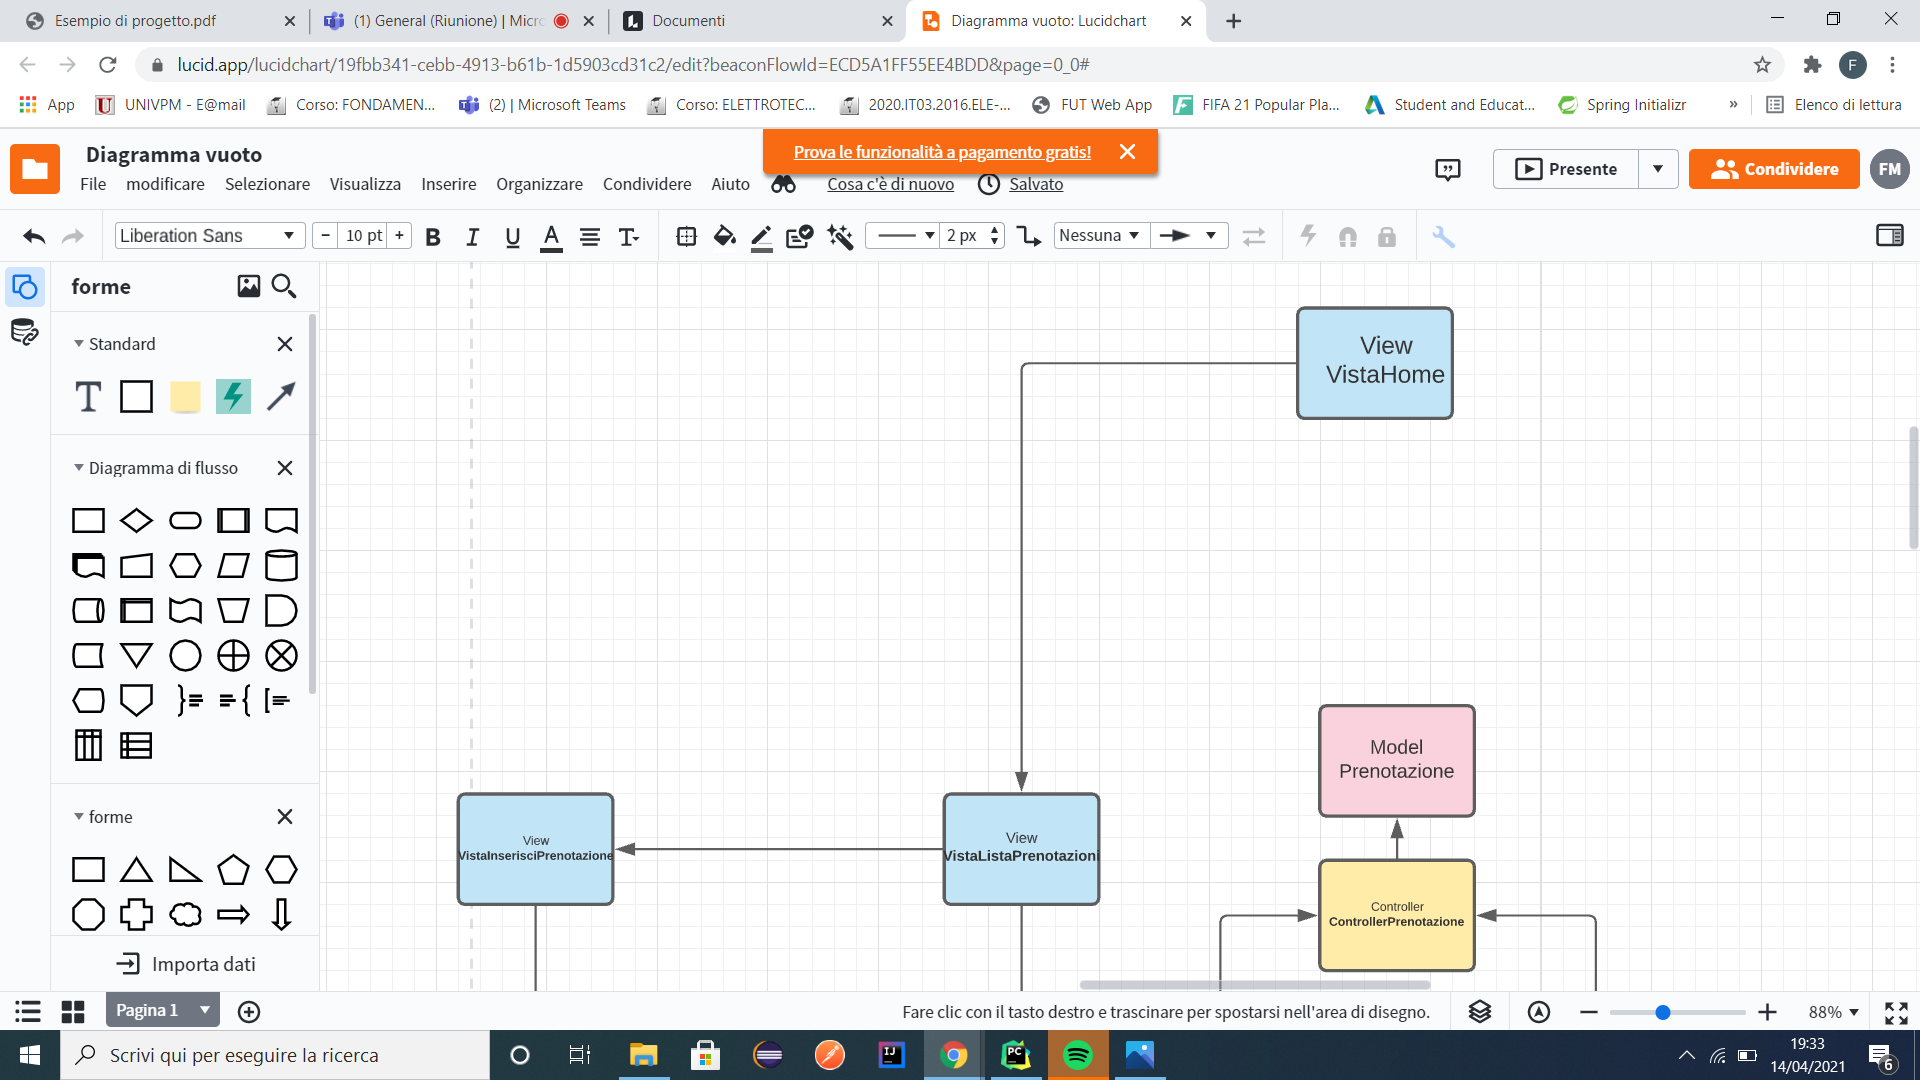 Esempio di progetto.pdf
(1) General (Riunione) | Micr
Documenti
Diagramma vuoto: Lucidchart
lucid.app/lucidchart/19fbb341-cebb-4913-b61b-1d5903cd31c2/edit?beaconFlowId=ECD5A1FF55EE4BDD&page=0_0#
F
App
UNIVPM - E@mail
Corso: FONDAMEN...
(2) | Microsoft Teams
Corso: ELETTROTEC...
2020.IT03.2016.ELE-...
FUT Web App
FIFA 21 Popular Pla...
Student and Educat...
Spring Initializr
»
Elenco di lettura
Diagramma vuoto
Prova le funzionalità a pagamento gratis!
File
modificare
Selezionare
Visualizza
Inserire
Organizzare
Condividere
Aiuto
Cosa c'è di nuovo
Salvato
Presente
Condividere
FM
Liberation Sans
− 10 pt +
B
I
U
A
T
2 px
Nessuna
forme
Standard
T
Diagramma di flusso
forme
Importa dati
View
VistaHome
Model
Prenotazione
View
VistaInserisciPrenotazione
View
VistaListaPrenotazioni
Controller
ControllerPrenotazione
Pagina 1
Fare clic con il tasto destro e trascinare per spostarsi nell'area di disegno.
88%
Scrivi qui per eseguire la ricerca
IJ
PC
19:33
14/04/2021
6